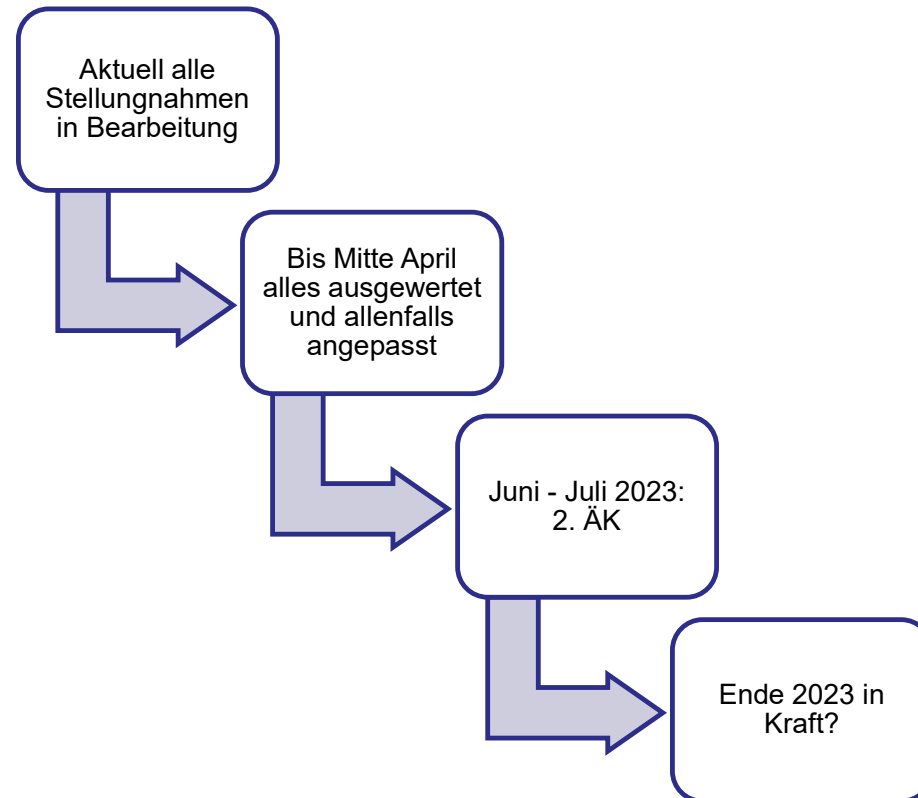 Aktuell alle
Stellungnahmen
in Bearbeitung
Bis Mitte April
alles ausgewertet
und allenfalls
angepasst
Juni - Juli 2023:
2. ÄK
Ende 2023 in
Kraft?